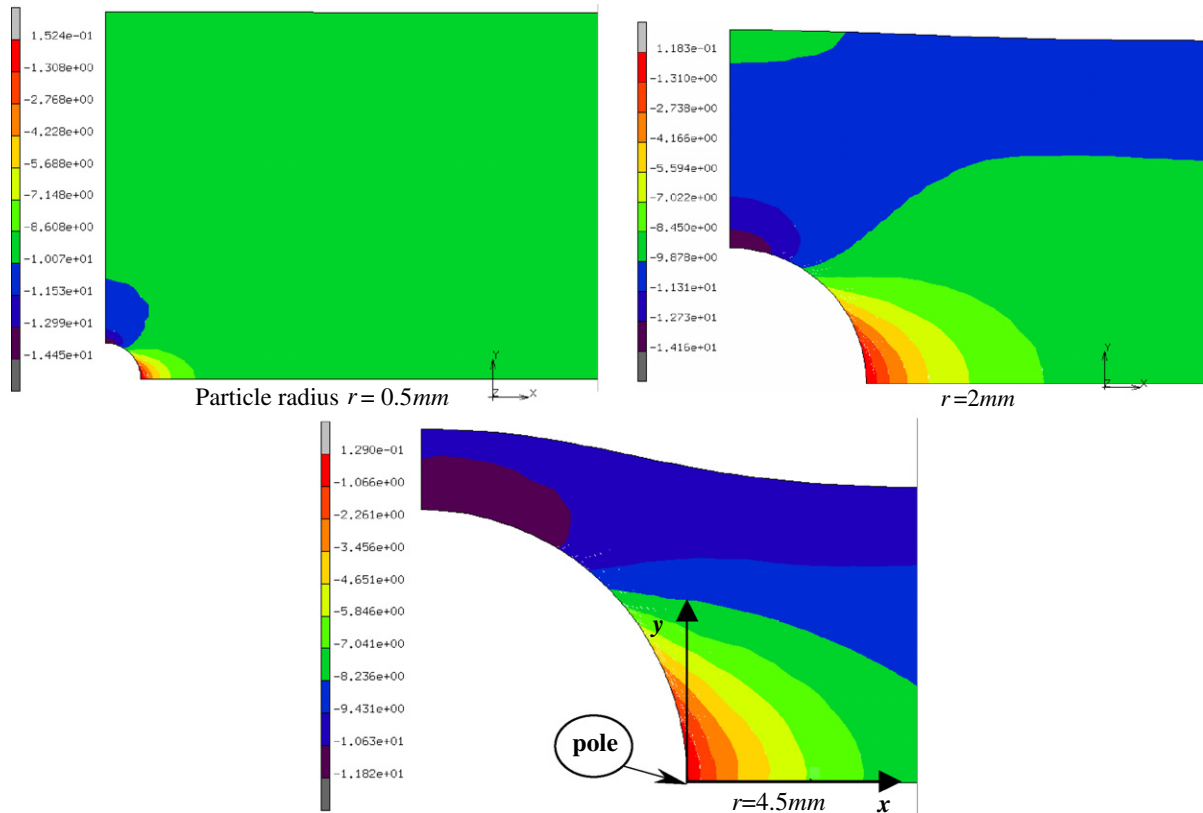 1.524e-01
-1.308e+00
-2.768e+00
-4.228e+00
-5.688e+00
-7.148e+00
-8.608e+00
-1.007e+01
-1.153e+01
-1.299e+01
-1.445e+01
Y
Z
X
Particle radius r = 0.5mm
1.183e-01
-1.310e+00
-2.738e+00
-4.166e+00
-5.594e+00
-7.022e+00
-8.450e+00
-9.878e+00
-1.131e+01
-1.273e+01
-1.416e+01
Y
Z
X
r=2mm
1.290e-01
-1.066e+00
-2.261e+00
-3.456e+00
-4.651e+00
-5.846e+00
-7.041e+00
-8.236e+00
-9.431e+00
-1.063e+01
-1.182e+01
y
pole
r=4.5mm
x